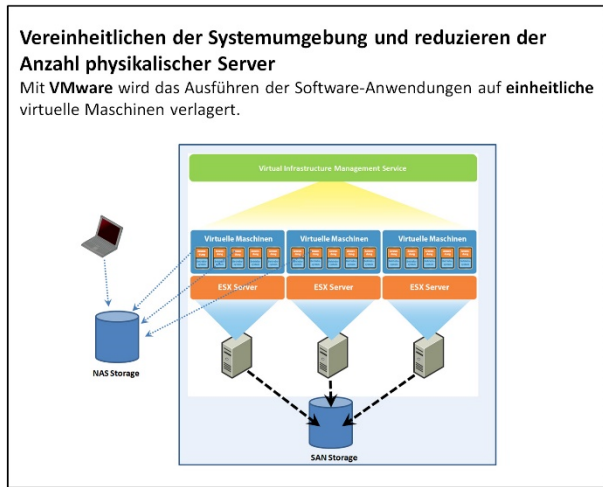 Vereinheitlichen der Systemumgebung und reduzieren der
Anzahl physikalischer Server
Mit VMware wird das Ausführen der Software-Anwendungen auf einheitliche
virtuelle Maschinen verlagert.
Virtual Infrastructure Management Service
Virtuelle Maschinen Virtuelle Maschinen Virtuelle Maschinen
ESX Server ESX Server ESX Server
NAS Storage
SAN Storage